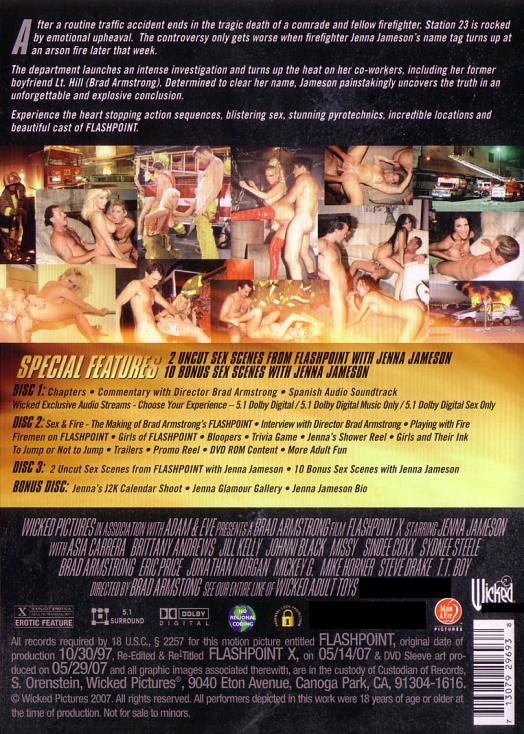 After a routine traffic accident ends in the tragic death of a comrade and fellow firefighter, Station 23 is rocked
by emotional upheaval. The controversy only gets worse when firefighter Jenna Jameson's name tag turns up at
an arson fire later that week.
The department launches an intense investigation and turns up the heat on her co-workers, including her former
boyfriend Lt. Hill (Brad Armstrong). Determined to clear her name, Jameson painstakingly uncovers the truth in an
unforgettable and explosive conclusion.
Experience the heart stopping action sequences, blistering sex, stunning pyrotechnics, incredible locations and
beautiful cast of FLASHPOINT.
SPECIAL FEATURES 2 UNCUT SEX SCENES FROM FLASHPOINT WITH JENNA JAMESON
10 BONUS SEX SCENES WITH JENNA JAMESON
DISC 1: Chapters • Commentary with Director Brad Armstrong • Spanish Audio Soundtrack
Wicked Exclusive Audio Streams - Choose Your Experience – 5.1 Dolby Digital / 5.1 Dolby Digital Music Only / 5.1 Dolby Digital Sex Only
DISC 2: Sex & Fire - The Making of Brad Armstrong's FLASHPOINT • Interview with Director Brad Armstrong • Playing with Fire
Firemen on FLASHPOINT • Girls of FLASHPOINT • Bloopers • Trivia Game • Jenna's Shower Reel • Girls and Their Ink
To Jump or Not to Jump • Trailers • Promo Reel • DVD ROM Content • More Adult Fun
DISC 3: 2 Uncut Sex Scenes from FLASHPOINT with Jenna Jameson • 10 Bonus Sex Scenes with Jenna Jameson
BONUS DISC: Jenna's J2K Calendar Shoot • Jenna Glamour Gallery • Jenna Jameson Bio
WICKED PICTURES IN ASSOCIATION WITH ADAM & EVE PRESENTS A BRAD ARMSTRONG FILM FLASHPOINT X STARRING JENNA JAMESON
WITH ASIA CARRERA BRITTANI ANDREWS JILL KELLY JOHNNI BLACK MISSY SINDEE COXX SYDNEE STEELE
BRAD ARMSTRONG ERIC PRICE JONATHAN MORGAN MICKEY G. MIKE HORNER STEVE DRAKE T.T. BOY
DIRECTED BY BRAD ARMSTONG SEE OUR ENTIRE LINE OF WICKED ADULT TOYS
Wicked
X EXPLICIT EROTICA
EROTIC FEATURE
5.1
SURROUND
DOLBY
DIGITAL
NO
REGIONAL
CODING
Adam & Eve
PICTURES
All records required by 18 U.S.C., § 2257 for this motion picture entitled FLASHPOINT, original date of
production 10/30/97, Re-Edited & Re-Titled FLASHPOINT X, on 05/14/07 & DVD Sleeve art pro-
duced on 05/29/07 and all graphic images associated therewith, are in the custody of Custodian of Records,
S. Orenstein, Wicked Pictures®, 9040 Eton Avenue, Canoga Park, CA, 91304-1616.
© Wicked Pictures 2007. All rights reserved. All performers depicted in this work were 18 years of age or older at
the time of production. Not for sale to minors.
7 13079 29693 8